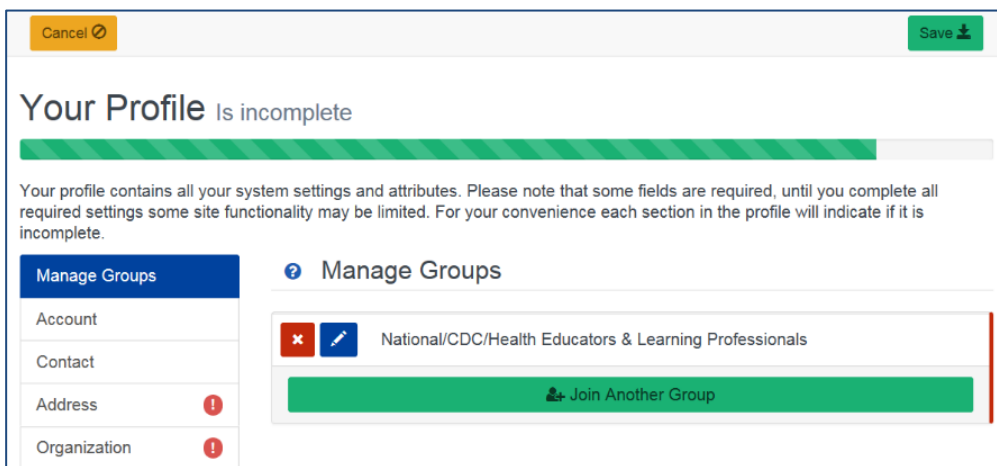 Cancel
Save
Your Profile Is incomplete
Your profile contains all your system settings and attributes. Please note that some fields are required, until you complete all
required settings some site functionality may be limited. For your convenience each section in the profile will indicate if it is
incomplete.
Manage Groups
Account
Contact
Address !
Organization !
? Manage Groups
National/CDC/Health Educators & Learning Professionals
Join Another Group